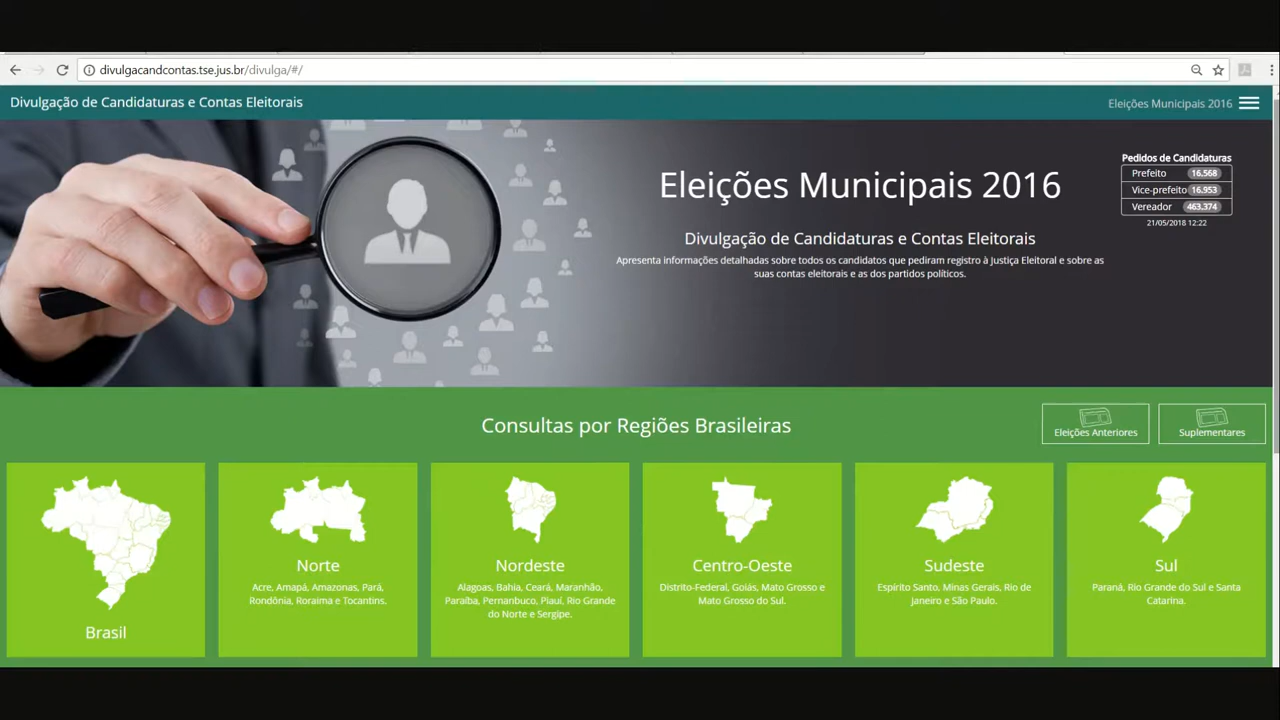 divulgacandcontas.tse.jus.br/divulga/#/
Divulgação de Candidaturas e Contas Eleitorais
Eleições Municipais 2016
Eleições Municipais 2016
Divulgação de Candidaturas e Contas Eleitorais
Apresenta informações detalhadas sobre todos os candidatos que pediram registro à Justiça Eleitoral e sobre as
suas contas eleitorais e as dos partidos políticos.
Pedidos de Candidaturas
Prefeito 16.568
Vice-prefeito 16.953
Vereador 463.374
21/05/2018 12:22
Consultas por Regiões Brasileiras
Eleições Anteriores
Suplementares
Brasil
Norte
Acre, Amapá, Amazonas, Pará,
Rondônia, Roraima e Tocantins.
Nordeste
Alagoas, Bahia, Ceará, Maranhão,
Paraíba, Pernanbuco, Piauí, Rio Grande
do Norte e Sergipe.
Centro-Oeste
Distrito-Federal, Goiás, Mato Grosso e
Mato Grosso do Sul.
Sudeste
Espírito Santo, Minas Gerais, Rio de
Janeiro e São Paulo.
Sul
Paraná, Rio Grande do Sul e Santa
Catarina.